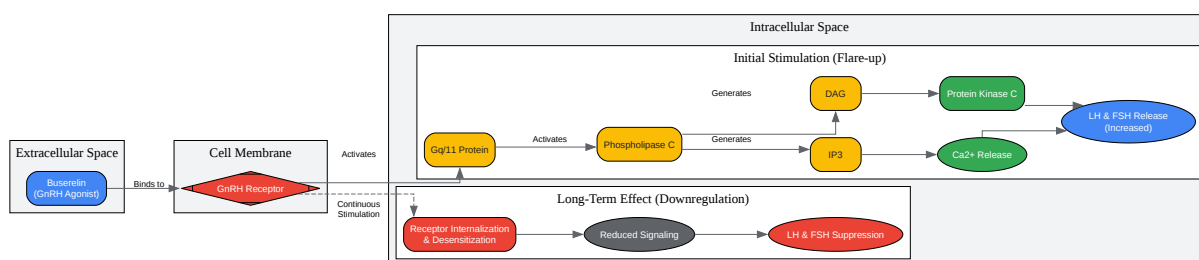 Intracellular Space
Initial Stimulation (Flare-up)
Generates
DAG
Protein Kinase C
LH & FSH Release
(Increased)
Gq/11 Protein
Activates
Phospholipase C
Generates
IP3
Ca2+ Release
Extracellular Space
Buserelin
(GnRH Agonist)
Binds to
Cell Membrane
GnRH Receptor
Activates
Continuous
Stimulation
Long-Term Effect (Downregulation)
Receptor Internalization
& Desensitization
Reduced Signaling
LH & FSH Suppression